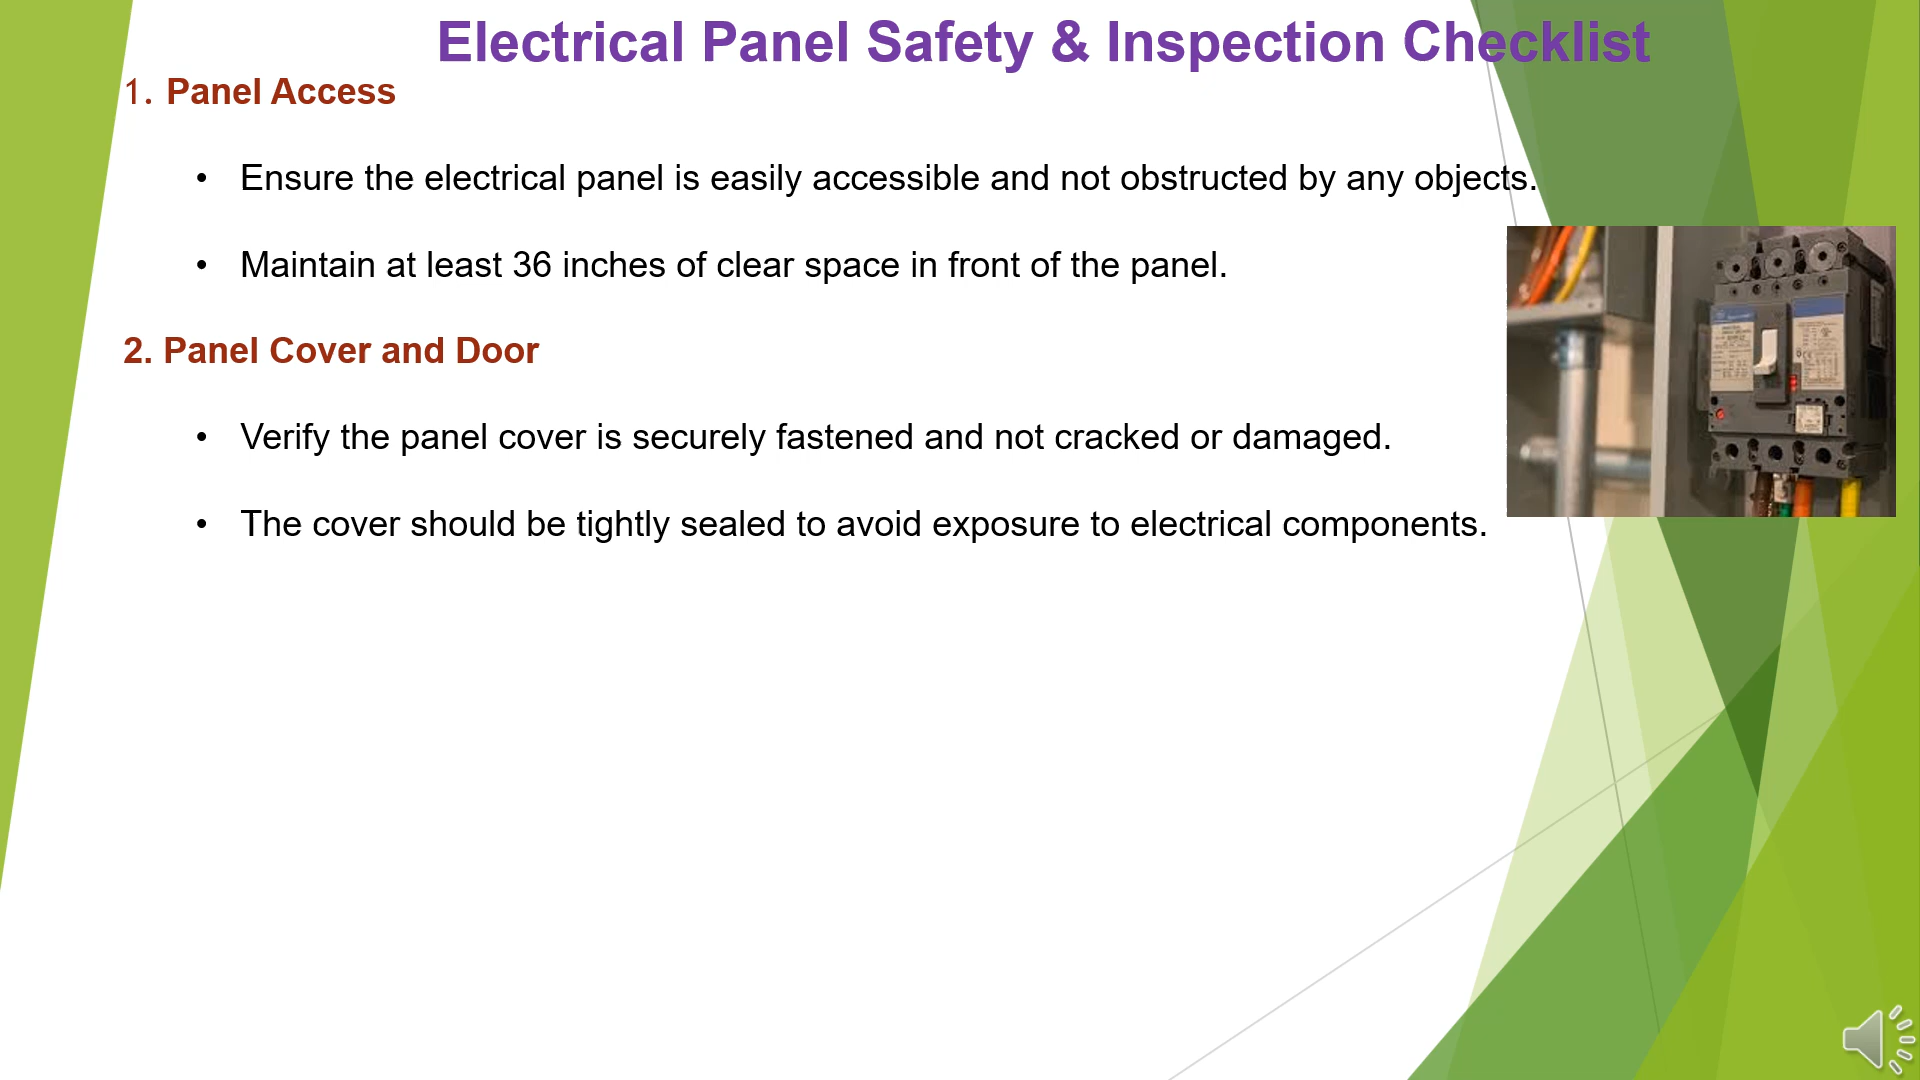 Electrical Panel Safety & Inspection Checklist
1. Panel Access
• Ensure the electrical panel is easily accessible and not obstructed by any objects.
• Maintain at least 36 inches of clear space in front of the panel.
2. Panel Cover and Door
• Verify the panel cover is securely fastened and not cracked or damaged.
• The cover should be tightly sealed to avoid exposure to electrical components.